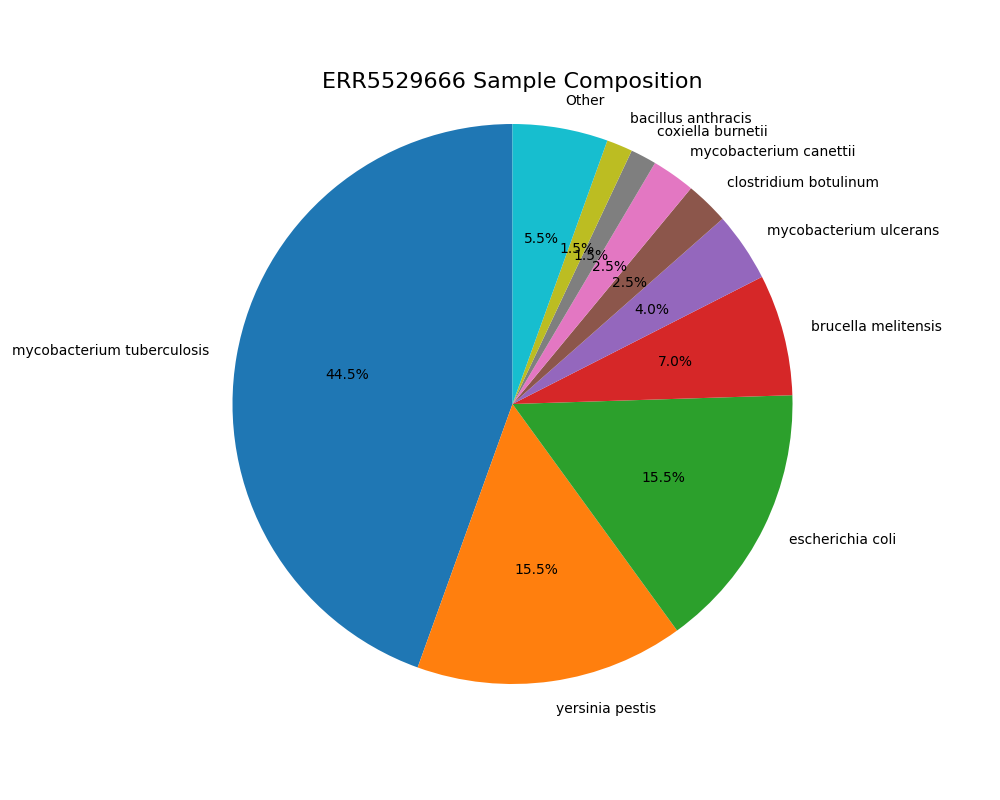 ERR5529666 Sample Composition
Other
bacillus anthracis
coxiella burnetii
mycobacterium canettii
clostridium botulinum
mycobacterium ulcerans
brucella melitensis
mycobacterium tuberculosis
escherichia coli
yersinia pestis
5.5%
1.5%
1.5%
2.5%
2.5%
4.0%
7.0%
44.5%
15.5%
15.5%